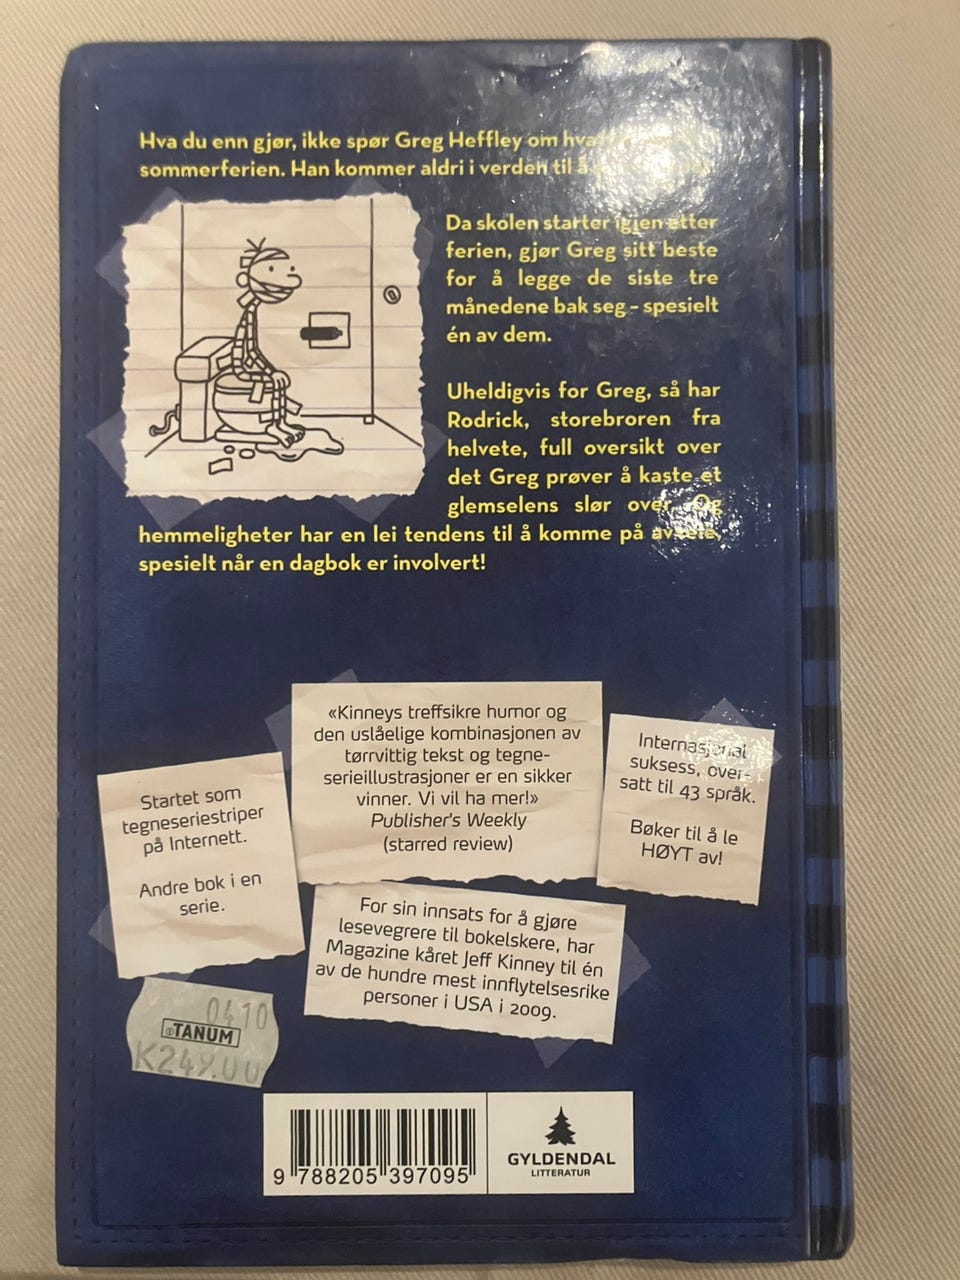 Hva du enn gjør, ikke spør Greg Heffley om
sommerferien. Han kommer aldri i verden til å
Da skolen starter igjen etter
ferien, gjør Greg sitt beste
for å legge de siste tre
månedene bak seg – spesielt
én av dem.
Uheldigvis for Greg, så har
Rodrick, storebroren fra
helvete, full oversikt over
det Greg prøver å kaste et
glemselens slør over. Og
hemmeligheter har en lei tendens til å komme på
spesielt når en dagbok er involvert!
«Kinneys treffsikre humor og
den uslåelige kombinasjonen av
tørrvittig tekst og tegne-
serieillustrasjoner er en sikker
vinner. Vi vil ha mer!»
Publisher's Weekly
(starred review)
Internasjonal
suksess, over-
satt til 43 språk.
Bøker til å le
HØYT av!
Startet som
tegneseriestriper
på Internett.
Andre bok i en
serie.
For sin innsats for å gjøre
lesevegrere til bokelskere, har
Magazine kåret Jeff Kinney til én
av de hundre mest innflytelsesrike
personer i USA i 2009.
0410
TANUM
K249.00
9 788205 397095
GYLDENDAL
LITTERATUR